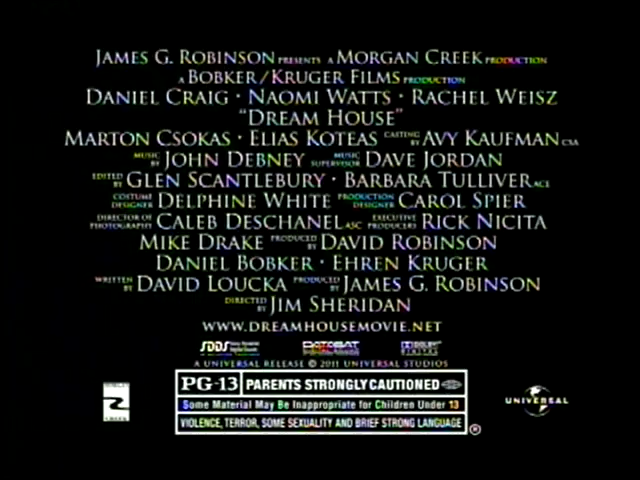 JAMES G. ROBINSON PRESENTS A MORGAN CREEK PRODUCTION
A BOBKER/KRUGER FILMS PRODUCTION
DANIEL CRAIG · NAOMI WATTS · RACHEL WEISZ
"DREAM HOUSE"
MARTON CSOKAS · ELIAS KOTEAS CASTING BY AVY KAUFMAN CSA
MUSIC BY JOHN DEBNEY MUSIC SUPERVISOR DAVE JORDAN
EDITED BY GLEN SCANTLEBURY · BARBARA TULLIVER ACE
COSTUME DESIGNER DELPHINE WHITE PRODUCTION DESIGNER CAROL SPIER
DIRECTOR OF PHOTOGRAPHY CALEB DESCHANEL ASC EXECUTIVE PRODUCERS RICK NICITA
MIKE DRAKE PRODUCED BY DAVID ROBINSON
DANIEL BOBKER · EHREN KRUGER
WRITTEN BY DAVID LOUCKA PRODUCED BY JAMES G. ROBINSON
DIRECTED BY JIM SHERIDAN
WWW.DREAMHOUSEMOVIE.NET
SDDS DOLBY
A UNIVERSAL RELEASE © 2011 UNIVERSAL STUDIOS
PG-13 PARENTS STRONGLY CAUTIONED
Some Material May Be Inappropriate for Children Under 13
VIOLENCE, TERROR, SOME SEXUALITY AND BRIEF STRONG LANGUAGE ®
UNIVERSAL